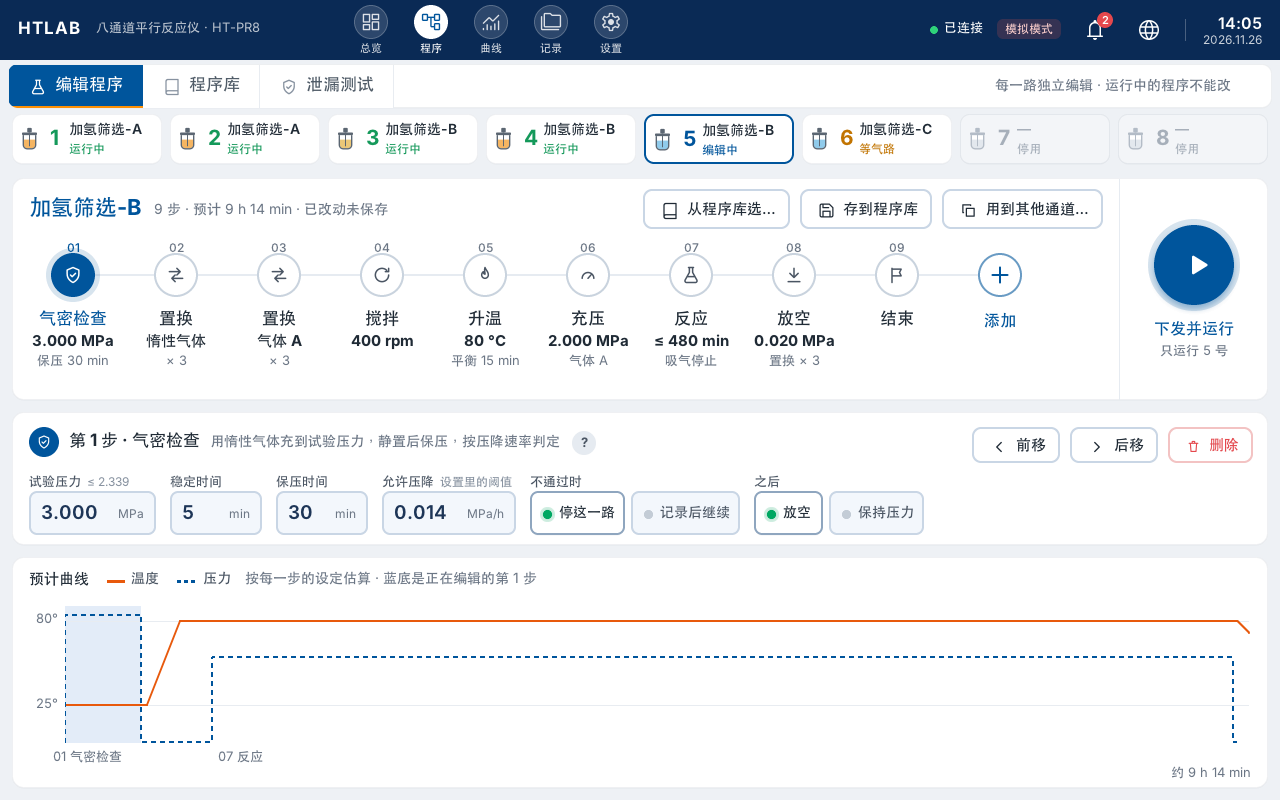 HTLAB 八通道平行反应仪 · HT-PR8
总览 程序 曲线 记录 设置
已连接 模拟模式 2 14:05
2026.11.26
编辑程序 程序库 泄漏测试 每一路独立编辑 · 运行中的程序不能改
1 加氢筛选-A 运行中
2 加氢筛选-A 运行中
3 加氢筛选-B 运行中
4 加氢筛选-B 运行中
5 加氢筛选-B 编辑中
6 加氢筛选-C 等气路
7 — 停用
8 — 停用
加氢筛选-B 9 步 · 预计 9 h 14 min · 已改动未保存
从程序库选... 存到程序库 用到其他通道...
01 02 03 04 05 06 07 08 09
气密检查 置换 置换 搅拌 升温 充压 反应 放空 结束 添加
3.000 MPa 惰性气体 气体 A 400 rpm 80 °C 2.000 MPa ≤ 480 min 0.020 MPa
保压 30 min × 3 × 3 平衡 15 min 气体 A 吸气停止 置换 × 3
下发并运行
只运行 5 号
第 1 步 · 气密检查 用惰性气体充到试验压力，静置后保压，按压降速率判定 ?
前移 后移 删除
试验压力 ≤ 2.339 稳定时间 保压时间 允许压降 设置里的阈值 不通过时 之后
3.000 MPa 5 min 30 min 0.014 MPa/h 停这一路 记录后继续 放空 保持压力
预计曲线 温度 压力 按每一步的设定估算 · 蓝底是正在编辑的第 1 步
80°
25°
01 气密检查 07 反应
约 9 h 14 min